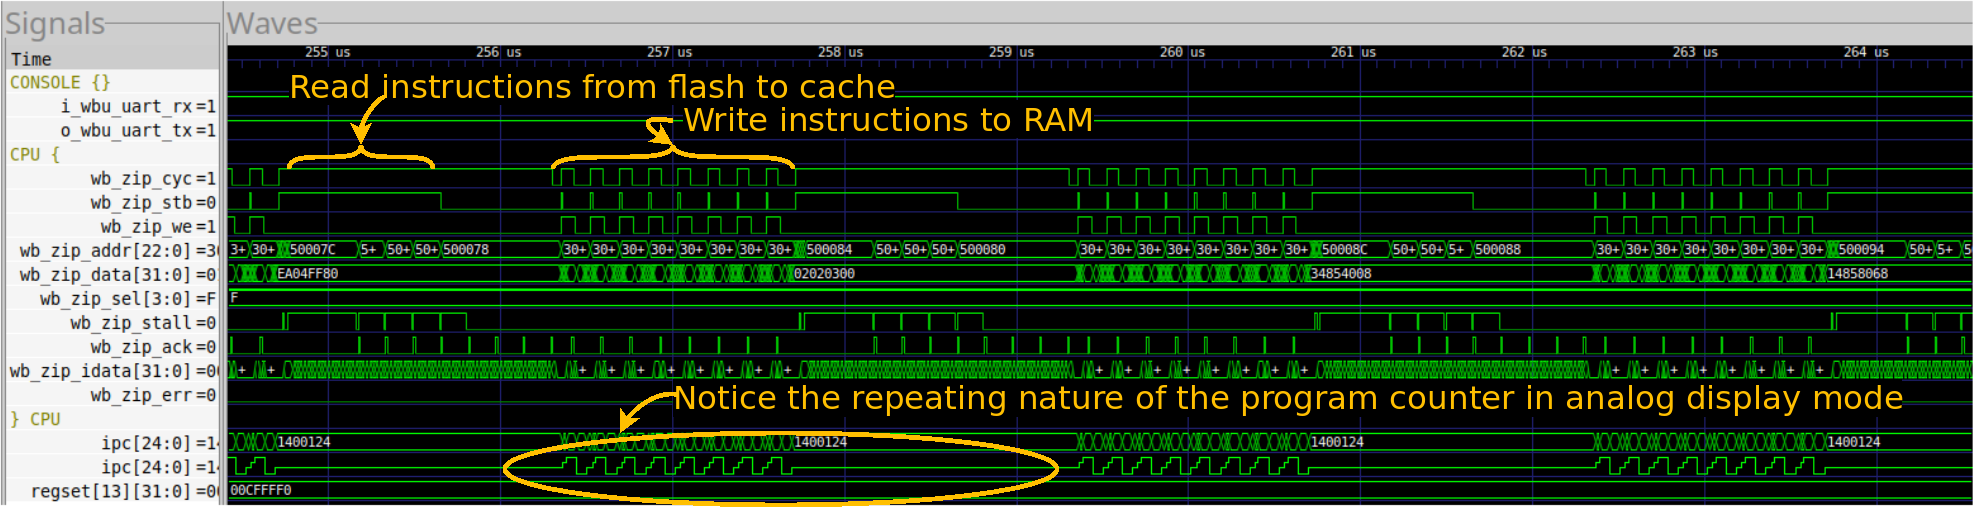 Signals Waves
Time 255 us 256 us 257 us 258 us 259 us 260 us 261 us 262 us 263 us 264 us
CONSOLE {}
Read instructions from flash to cache
i_wbu_uart_rx=1
Write instructions to RAM
o_wbu_uart_tx=1
CPU {
wb_zip_cyc=1
wb_zip_stb=0
wb_zip_we=1
wb_zip_addr[22:0]=30 3+ 30+ 50007C 5+ 50+ 50+ 500078 30+ 30+ 30+ 30+ 30+ 30+ 30+ 30+ 500084 50+ 50+ 50+ 500080 30+ 30+ 30+ 30+ 30+ 30+ 30+ 30+ 50008C 50+ 50+ 5+ 500088 30+ 30+ 30+ 30+ 30+ 30+ 30+ 30+ 500094 50+ 5+ 5
wb_zip_data[31:0]=0 EA04FF80 02020300 34854008 14858068
wb_zip_sel[3:0]=F F
wb_zip_stall=0
wb_zip_ack=0
wb_zip_idata[31:0]=00 + + + + + + + + + + + + + + + + + + + + + + + +
wb_zip_err=0
Notice the repeating nature of the program counter in analog display mode
} CPU
ipc[24:0]=14 1400124 1400124 1400124 1400124
ipc[24:0]=14
regset[13][31:0]=00 00CFFFF0